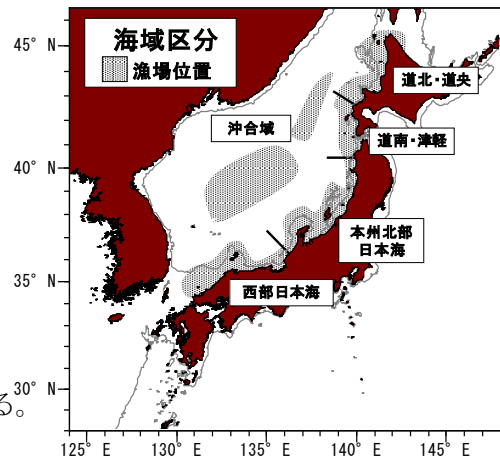 海域区分
漁場位置
道北・道央
沖合域
道南・津軽
本州北部
日本海
西部日本海
る。
45° N
40° N
35° N
30° N
125° E
130° E
135° E
140° E
145° E